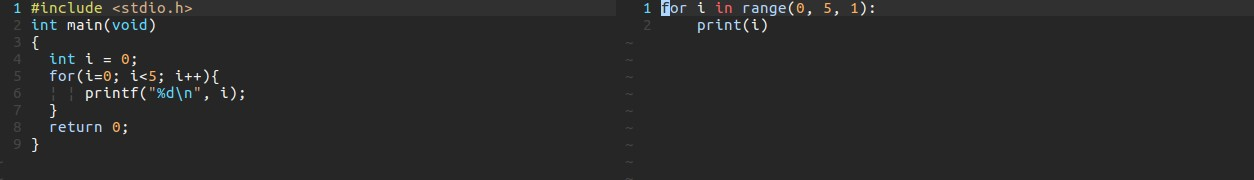 1 #include <stdio.h>
2 int main(void)
3 {
4   int i = 0;
5   for(i=0; i<5; i++){
6   ¦ ¦ printf("%d\n", i);
7   }
8   return 0;
9 }
1 for i in range(0, 5, 1):
2     print(i)
~
~
~
~
~
~
~
~